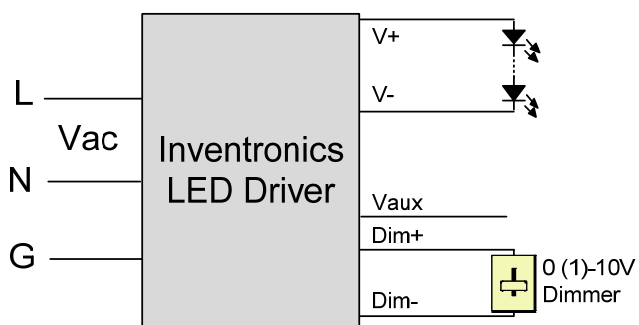 L
Vac
N
G
Inventronics
LED Driver
V+
V-
Vaux
Dim+
Dim-
0 (1)-10V
Dimmer